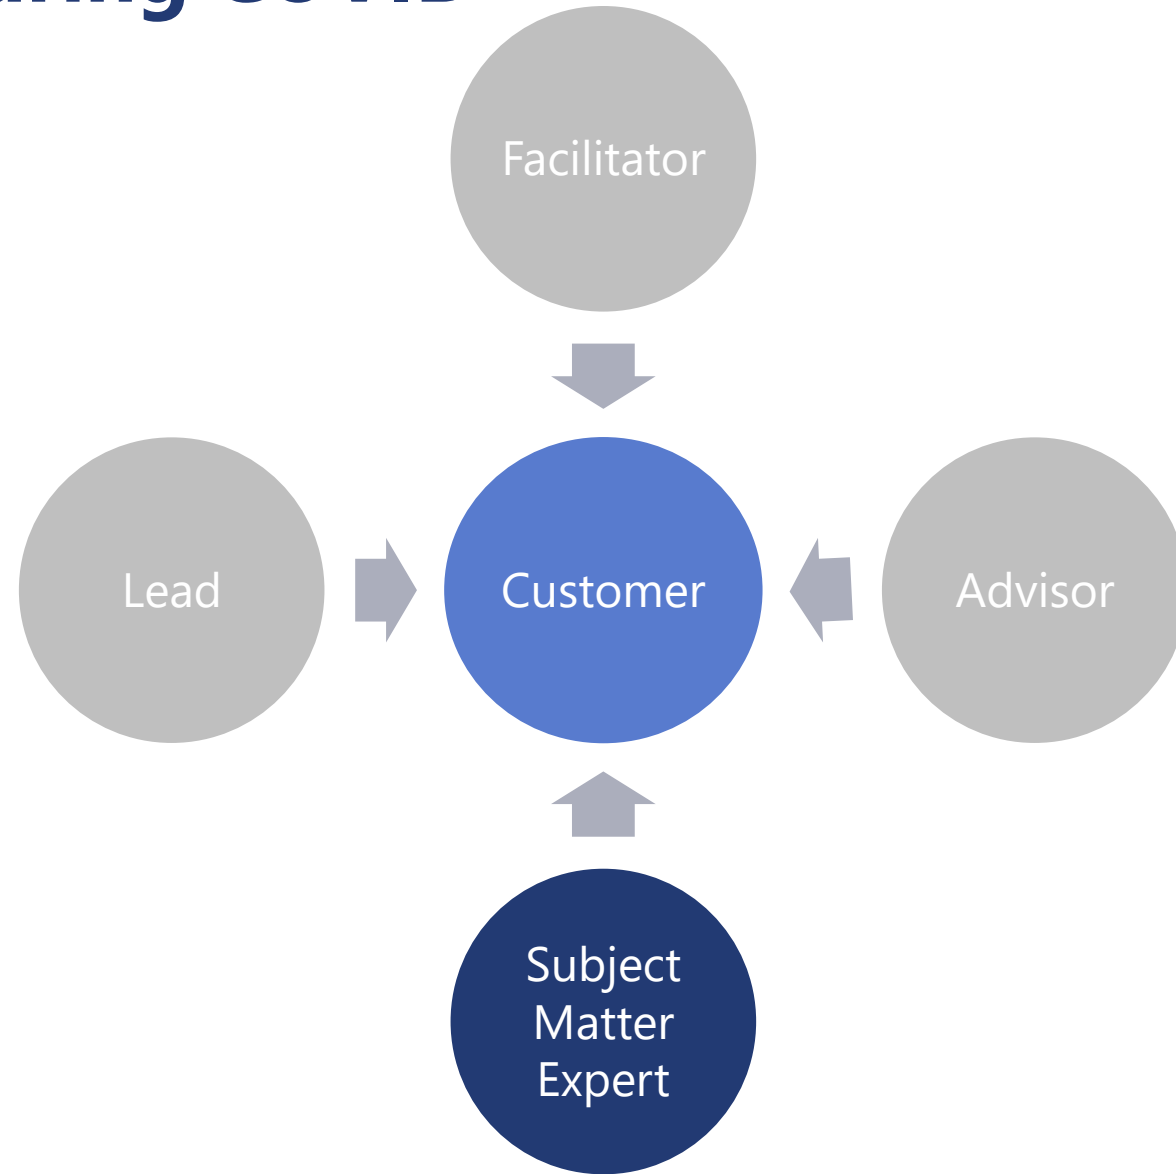 Facilitator
Lead
Customer
Advisor
Subject
Matter
Expert